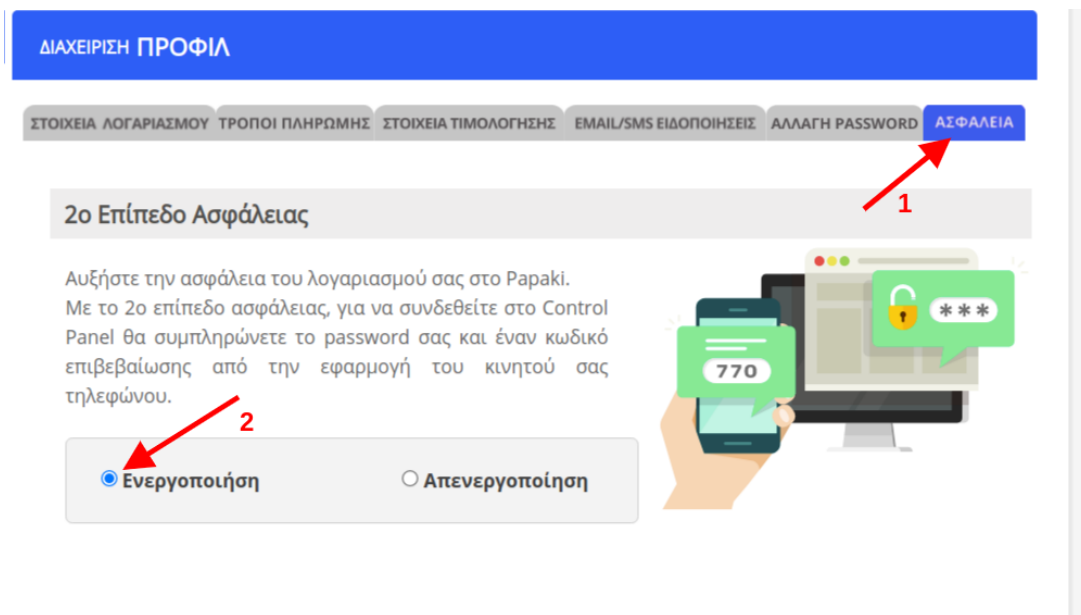 ΔΙΑΧΕΙΡΙΣΗ ΠΡΟΦΙΛ
ΣΤΟΙΧΕΙΑ ΛΟΓΑΡΙΑΣΜΟΥ ΤΡΟΠΟΙ ΠΛΗΡΩΜΗΣ ΣΤΟΙΧΕΙΑ ΤΙΜΟΛΟΓΗΣΗΣ EMAIL/SMS ΕΙΔΟΠΟΙΗΣΕΙΣ ΑΛΛΑΓΗ PASSWORD ΑΣΦΑΛΕΙΑ
1
2ο Επίπεδο Ασφάλειας
Αυξήστε την ασφάλεια του λογαριασμού σας στο Papaki.
Με το 2ο επίπεδο ασφάλειας, για να συνδεθείτε στο Control
Panel θα συμπληρώνετε το password σας και έναν κωδικό
επιβεβαίωσης από την εφαρμογή του κινητού σας
τηλεφώνου.
***
770
2
Ενεργοποιήση Απενεργοποίηση